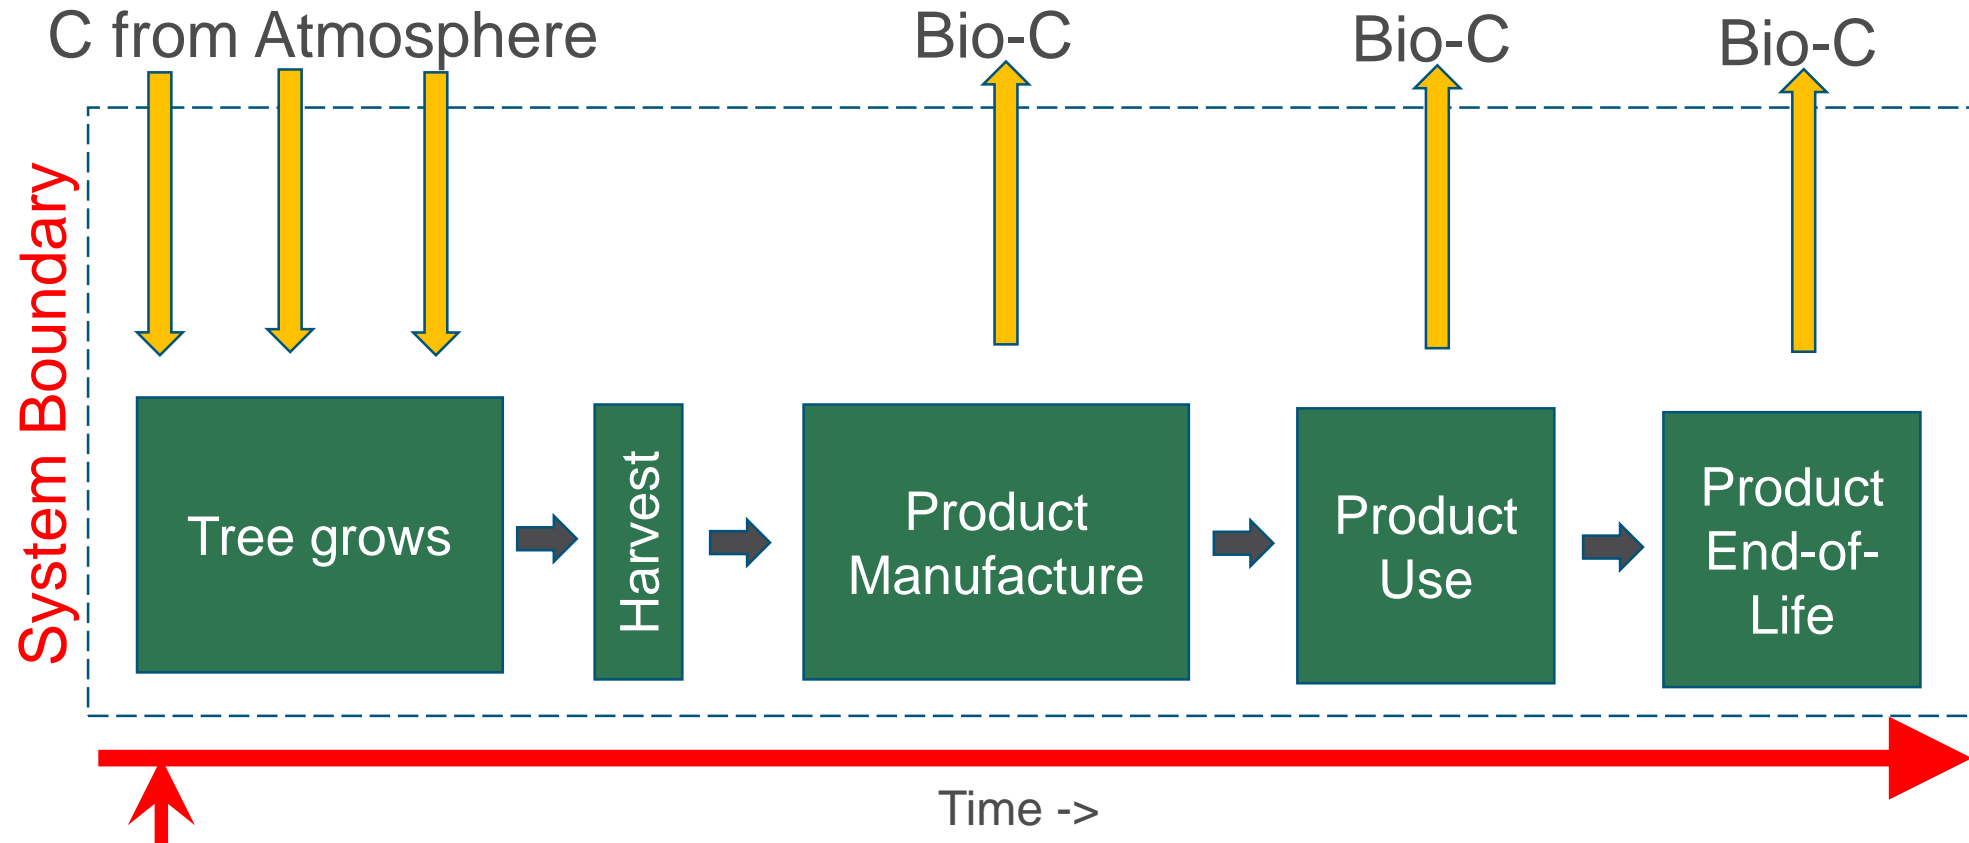 C from Atmosphere
Bio-C
Bio-C
Bio-C
System Boundary
Tree grows
Harvest
Product
Manufacture
Product
Use
Product
End-of-
Life
Time ->